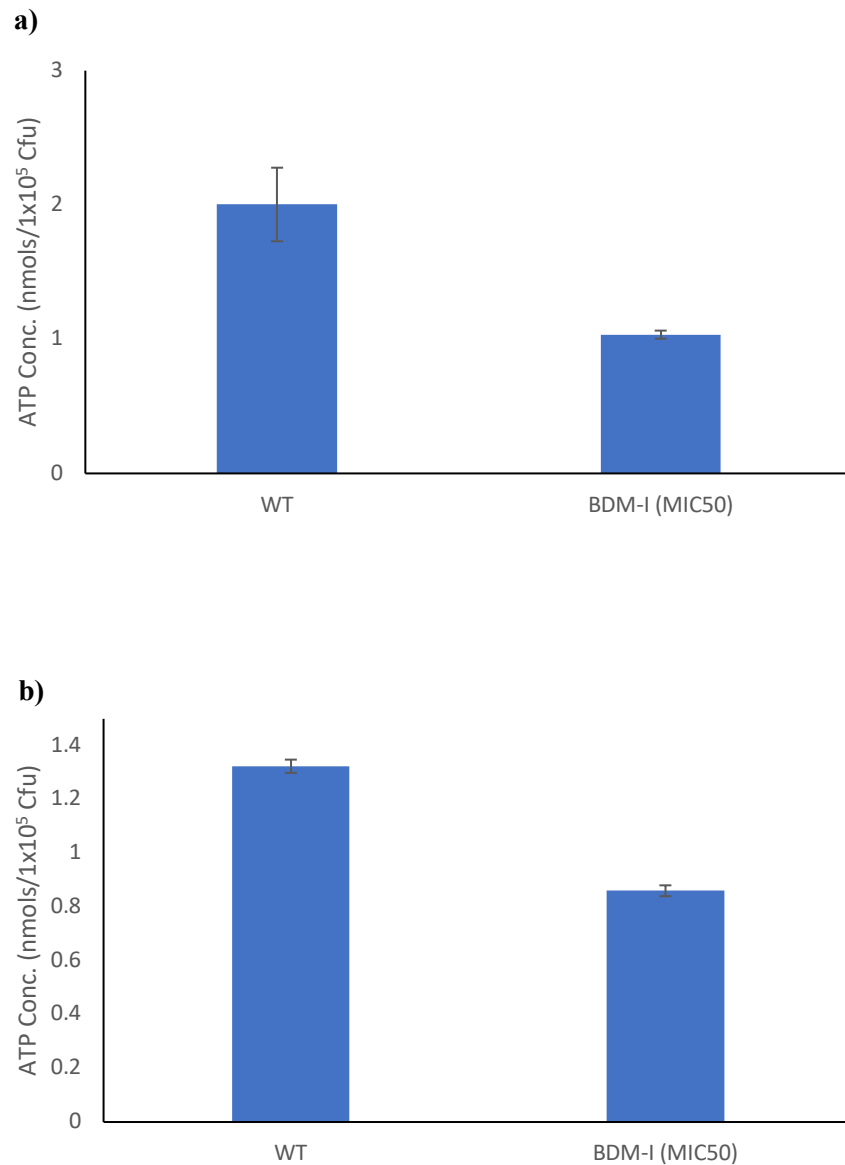 a)
3
2
1
0
ATP Conc. (nmols/1x10⁵ Cfu)
WT
BDM-I (MIC50)
b)
1.4
1.2
1
0.8
0.6
0.4
0.2
0
ATP Conc. (nmols/1x10⁵ Cfu)
WT
BDM-I (MIC50)